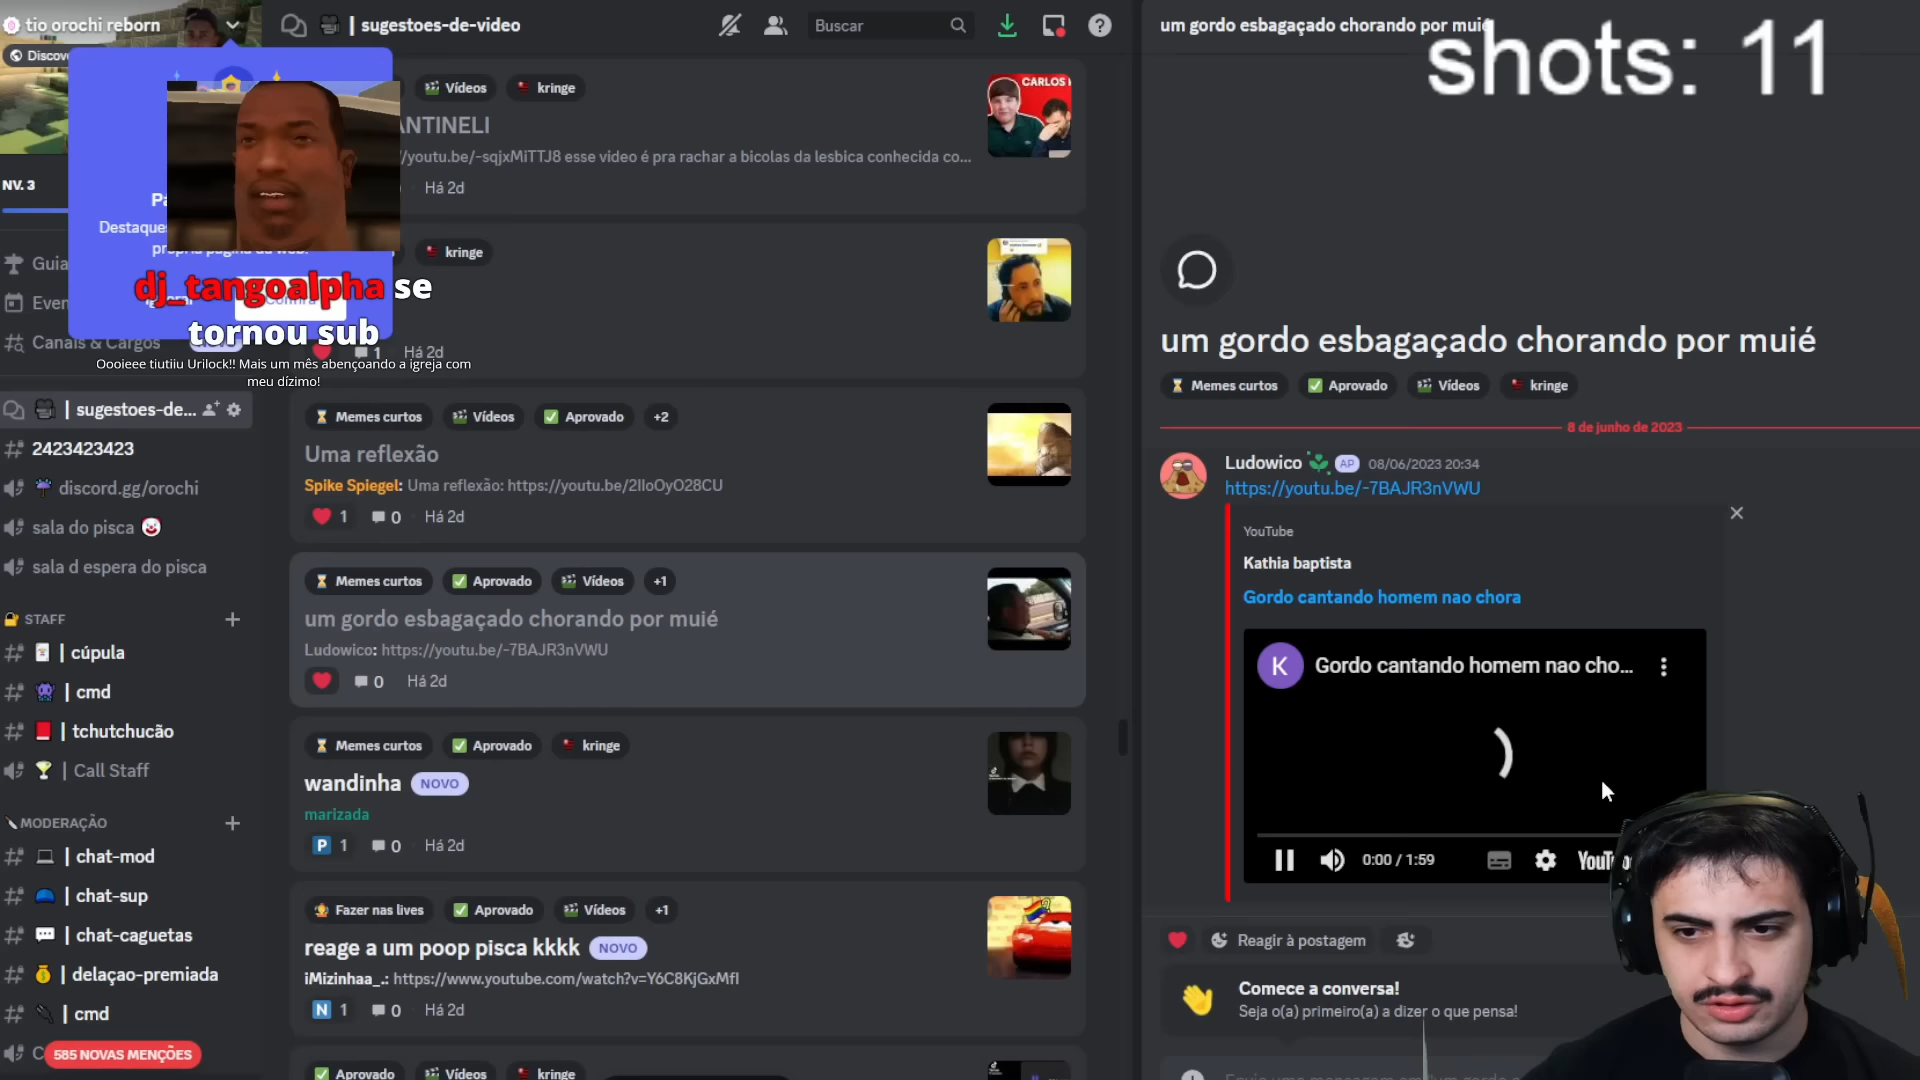 tio orochi reborn
Discov
NV. 3
Destaque
dj_tangoalpha se
tornou sub
Oooieee tiutiiu Urilock!! Mais um mês abençoando a igreja com
meu dízimo!
Guia
Even
Canais & Cargos
| sugestoes-de...
2423423423
discord.gg/orochi
sala do pisca
sala d espera do pisca
STAFF
| cúpula
| cmd
| tchutchucão
| Call Staff
MODERAÇÃO
| chat-mod
| chat-sup
| chat-caguetas
| delaçao-premiada
| cmd
585 NOVAS MENÇÕES
| sugestoes-de-video
Buscar
Vídeos kringe
ANTINELI
/youtu.be/-sqjxMiTTJ8 esse video é pra rachar a bicolas da lesbica conhecida co...
Há 2d
CARLOS
kringe
1 Há 2d
Memes curtos Vídeos Aprovado +2
Uma reflexão
Spike Spiegel: Uma reflexão: https://youtu.be/2IIoOyO28CU
1 0 Há 2d
Memes curtos Aprovado Vídeos +1
um gordo esbagaçado chorando por muié
Ludowico: https://youtu.be/-7BAJR3nVWU
0 Há 2d
Memes curtos Aprovado kringe
wandinha NOVO
marizada
P 1 0 Há 2d
Fazer nas lives Aprovado Vídeos +1
reage a um poop pisca kkkk NOVO
iMizinhaa_.: https://www.youtube.com/watch?v=Y6C8KjGxMfI
N 1 0 Há 2d
Aprovado Vídeos kringe
um gordo esbagaçado chorando por muié
shots: 11
um gordo esbagaçado chorando por muié
Memes curtos Aprovado Vídeos kringe
8 de junho de 2023
Ludowico AP 08/06/2023 20:34
https://youtu.be/-7BAJR3nVWU
YouTube
Kathia baptista
Gordo cantando homem nao chora
K Gordo cantando homem nao cho...
0:00 / 1:59 YouTu
Reagir à postagem
Comece a conversa!
Seja o(a) primeiro(a) a dizer o que pensa!